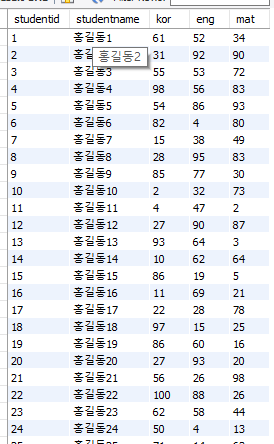 studentid studentname kor eng mat
1 홍길동1 61 52 34
2 홍길동2 31 92 90
3 홍길동3 55 53 72
4 홍길동4 98 56 83
5 홍길동5 54 86 93
6 홍길동6 82 4 80
7 홍길동7 15 38 49
8 홍길동8 28 95 83
9 홍길동9 85 77 30
10 홍길동10 2 32 73
11 홍길동11 4 47 2
12 홍길동12 27 90 87
13 홍길동13 93 64 3
14 홍길동14 10 62 64
15 홍길동15 86 19 5
16 홍길동16 11 69 21
17 홍길동17 22 28 78
18 홍길동18 97 15 25
19 홍길동19 86 60 16
20 홍길동20 27 93 20
21 홍길동21 56 26 98
22 홍길동22 100 88 26
23 홍길동23 62 58 44
24 홍길동24 50 4 13